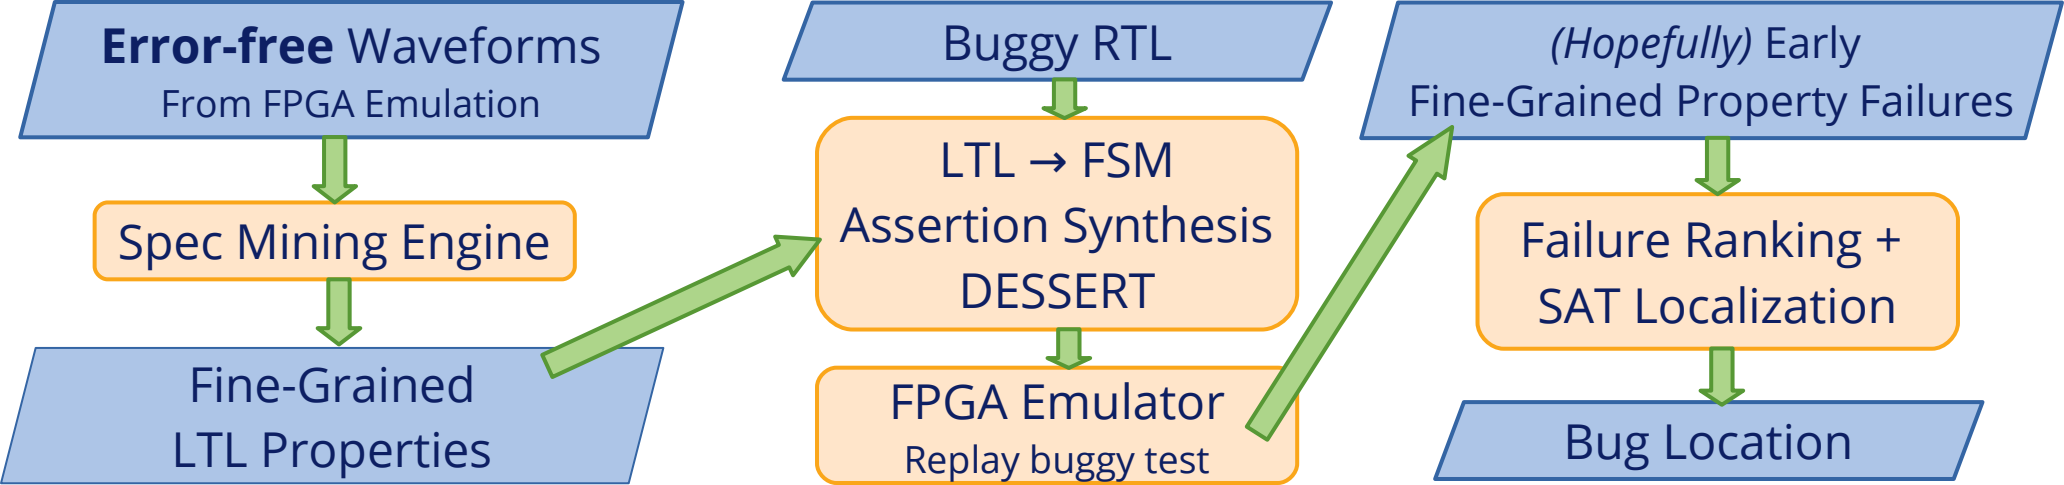 Error-free Waveforms
From FPGA Emulation
Spec Mining Engine
Fine-Grained
LTL Properties
Buggy RTL
LTL → FSM
Assertion Synthesis
DESSERT
FPGA Emulator
Replay buggy test
(Hopefully) Early
Fine-Grained Property Failures
Failure Ranking +
SAT Localization
Bug Location